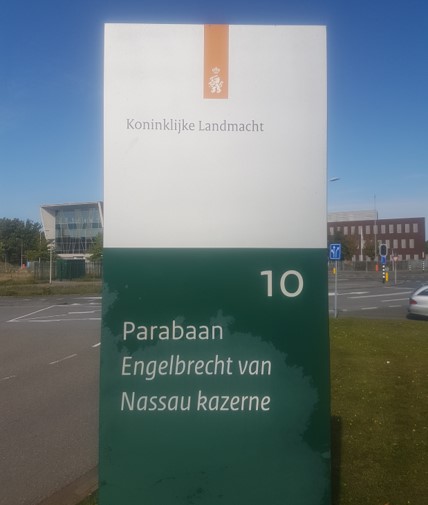 Koninklijke Landmacht
10
Parabaan
Engelbrecht van
Nassau kazerne